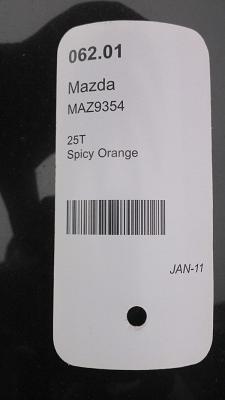 062.01
Mazda
MAZ9354
25T
Spicy Orange
JAN-11